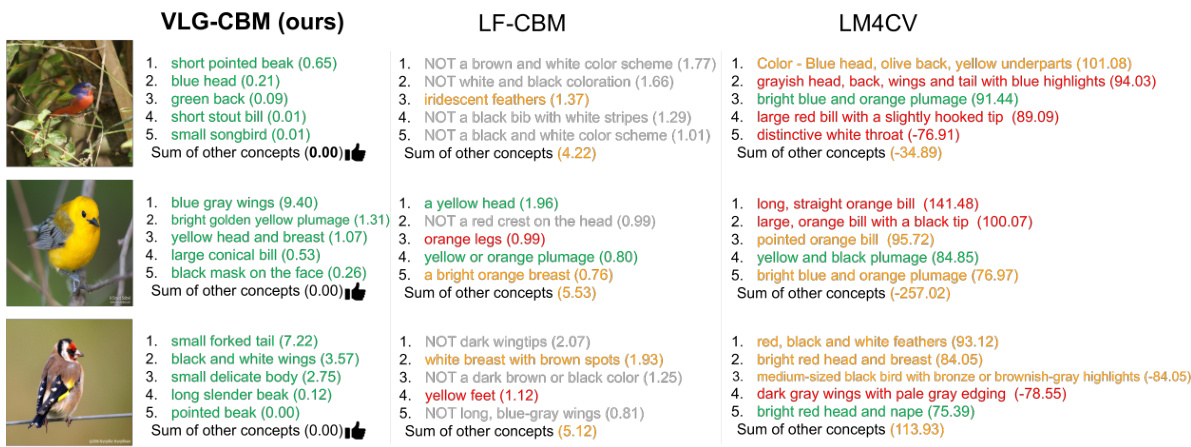 VLG-CBM (ours)
LF-CBM
LM4CV
1. short pointed beak (0.65)
2. blue head (0.21)
3. green back (0.09)
4. short stout bill (0.01)
5. small songbird (0.01)
Sum of other concepts (0.00)
1. NOT a brown and white color scheme (1.77)
2. NOT white and black coloration (1.66)
3. iridescent feathers (1.37)
4. NOT a black bib with white stripes (1.29)
5. NOT a black and white color scheme (1.01)
Sum of other concepts (4.22)
1. Color - Blue head, olive back, yellow underparts (101.08)
2. grayish head, back, wings and tail with blue highlights (94.03)
3. bright blue and orange plumage (91.44)
4. large red bill with a slightly hooked tip (89.09)
5. distinctive white throat (-76.91)
Sum of other concepts (-34.89)
1. blue gray wings (9.40)
2. bright golden yellow plumage (1.31)
3. yellow head and breast (1.07)
4. large conical bill (0.53)
5. black mask on the face (0.26)
Sum of other concepts (0.00)
1. a yellow head (1.96)
2. NOT a red crest on the head (0.99)
3. orange legs (0.99)
4. yellow or orange plumage (0.80)
5. a bright orange breast (0.76)
Sum of other concepts (5.53)
1. long, straight orange bill (141.48)
2. large, orange bill with a black tip (100.07)
3. pointed orange bill (95.72)
4. yellow and black plumage (84.85)
5. bright blue and orange plumage (76.97)
Sum of other concepts (-257.02)
1. small forked tail (7.22)
2. black and white wings (3.57)
3. small delicate body (2.75)
4. long slender beak (0.12)
5. pointed beak (0.00)
Sum of other concepts (0.00)
1. NOT dark wingtips (2.07)
2. white breast with brown spots (1.93)
3. NOT a dark brown or black color (1.25)
4. yellow feet (1.12)
5. NOT long, blue-gray wings (0.81)
Sum of other concepts (5.12)
1. red, black and white feathers (93.12)
2. bright red head and breast (84.05)
3. medium-sized black bird with bronze or brownish-gray highlights (-84.05)
4. dark gray wings with pale gray edging (-78.55)
5. bright red head and nape (75.39)
Sum of other concepts (113.93)